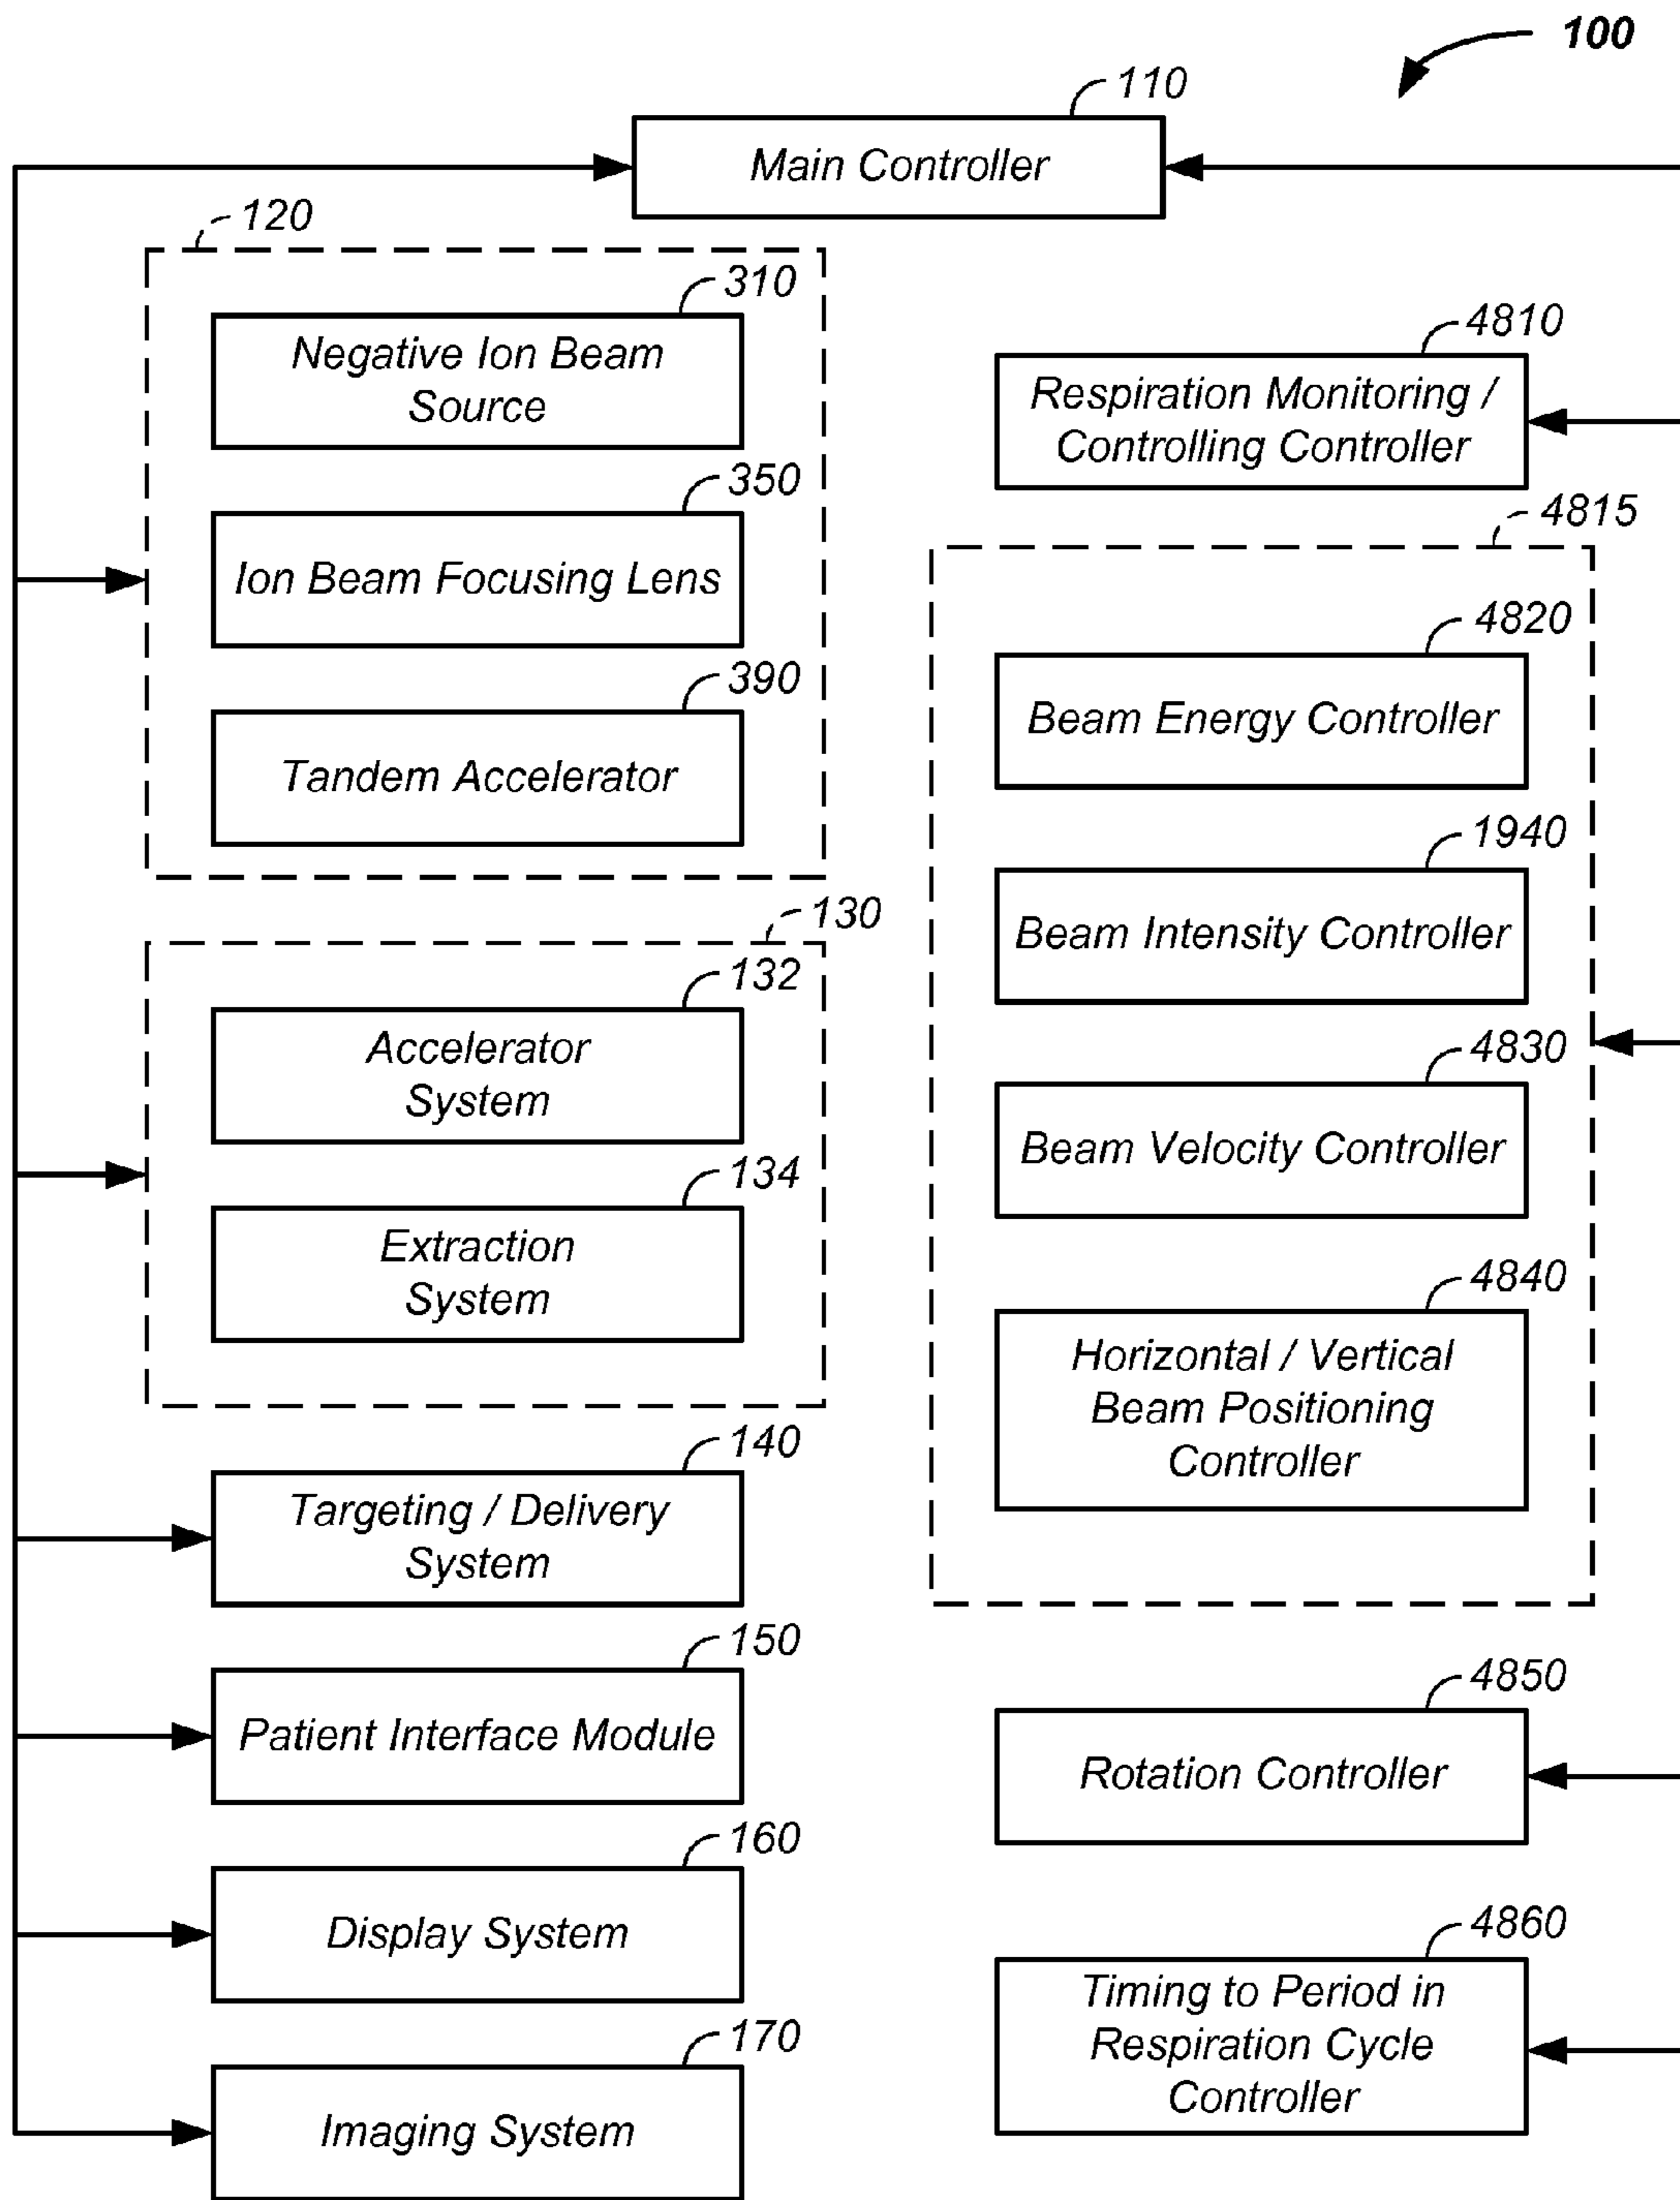 100
110
Main Controller
120
310
Negative Ion Beam
Source
350
Ion Beam Focusing Lens
390
Tandem Accelerator
130
132
Accelerator
System
134
Extraction
System
140
Targeting / Delivery
System
150
Patient Interface Module
160
Display System
170
Imaging System
4810
Respiration Monitoring /
Controlling Controller
4815
4820
Beam Energy Controller
1940
Beam Intensity Controller
4830
Beam Velocity Controller
4840
Horizontal / Vertical
Beam Positioning
Controller
4850
Rotation Controller
4860
Timing to Period in
Respiration Cycle
Controller